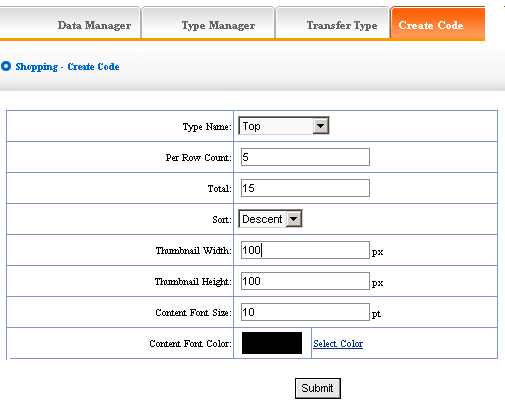 Data Manager Type Manager Transfer Type Create Code
Shopping - Create Code
Type Name: Top
Per Row Count: 5
Total: 15
Sort: Descent
Thumbnail Width: 100 px
Thumbnail Height: 100 px
Content Font Size: 10 pt
Content Font Color: Select Color
Submit